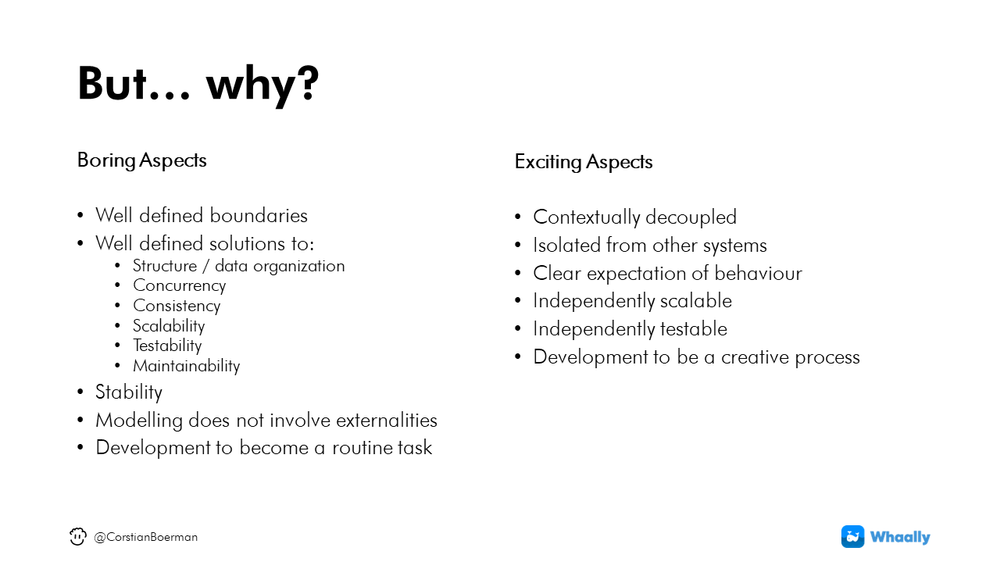 But... why?
Boring Aspects
• Well defined boundaries
• Well defined solutions to:
• Structure / data organization
• Concurrency
• Consistency
• Scalability
• Testability
• Maintainability
• Stability
• Modelling does not involve externalities
• Development to become a routine task
Exciting Aspects
• Contextually decoupled
• Isolated from other systems
• Clear expectation of behaviour
• Independently scalable
• Independently testable
• Development to be a creative process
@CorstianBoerman
Whaally